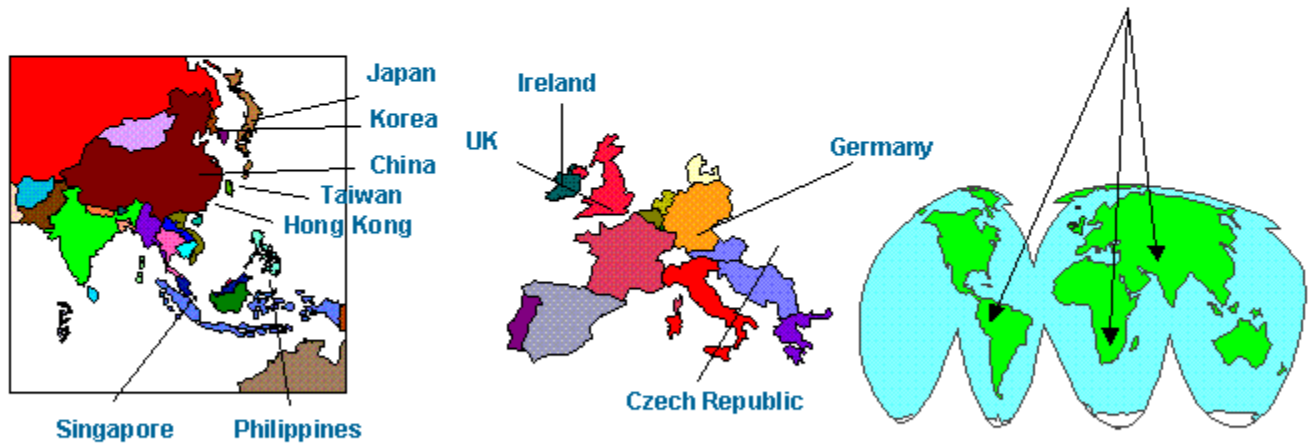 Japan
Korea
China
Taiwan
Hong Kong
Singapore
Philippines
Ireland
UK
Germany
Czech Republic